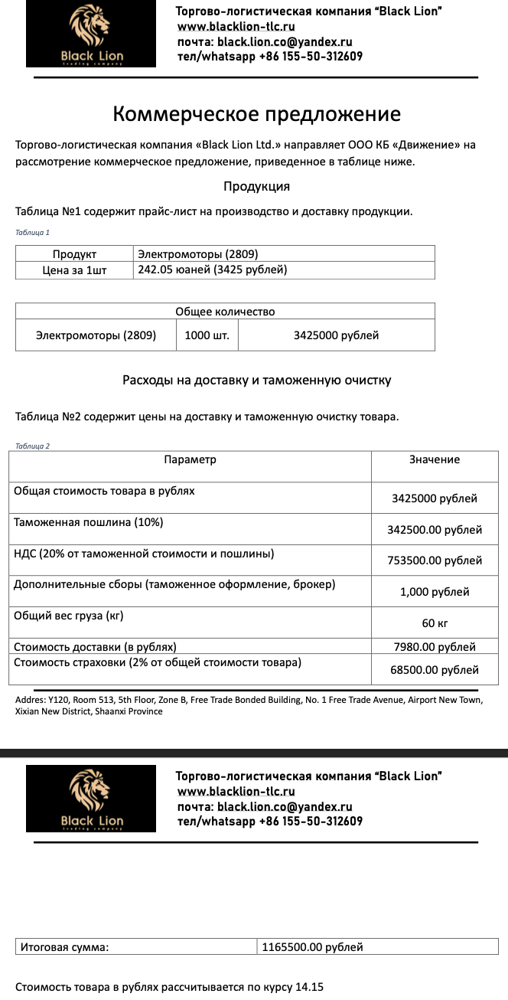 Black Lion
trading company
Торгово-логистическая компания “Black Lion”
www.blacklion-tlc.ru
почта: black.lion.co@yandex.ru
тел/whatsapp +86 155-50-312609
Коммерческое предложение
Торгово-логистическая компания «Black Lion Ltd.» направляет ООО КБ «Движение» на
рассмотрение коммерческое предложение, приведенное в таблице ниже.
Продукция
Таблица №1 содержит прайс-лист на производство и доставку продукции.
Таблица 1
Продукт Электромоторы (2809)
Цена за 1шт 242.05 юаней (3425 рублей)
Общее количество
Электромоторы (2809) 1000 шт. 3425000 рублей
Расходы на доставку и таможенную очистку
Таблица №2 содержит цены на доставку и таможенную очистку товара.
Таблица 2
Параметр Значение
Общая стоимость товара в рублях 3425000 рублей
Таможенная пошлина (10%) 342500.00 рублей
НДС (20% от таможенной стоимости и пошлины) 753500.00 рублей
Дополнительные сборы (таможенное оформление, брокер) 1,000 рублей
Общий вес груза (кг) 60 кг
Стоимость доставки (в рублях) 7980.00 рублей
Стоимость страховки (2% от общей стоимости товара) 68500.00 рублей
Addres: Y120, Room 513, 5th Floor, Zone B, Free Trade Bonded Building, No. 1 Free Trade Avenue, Airport New Town,
Xixian New District, Shaanxi Province
Black Lion
trading company
Торгово-логистическая компания “Black Lion”
www.blacklion-tlc.ru
почта: black.lion.co@yandex.ru
тел/whatsapp +86 155-50-312609
Итоговая сумма: 1165500.00 рублей
Стоимость товара в рублях рассчитывается по курсу 14.15